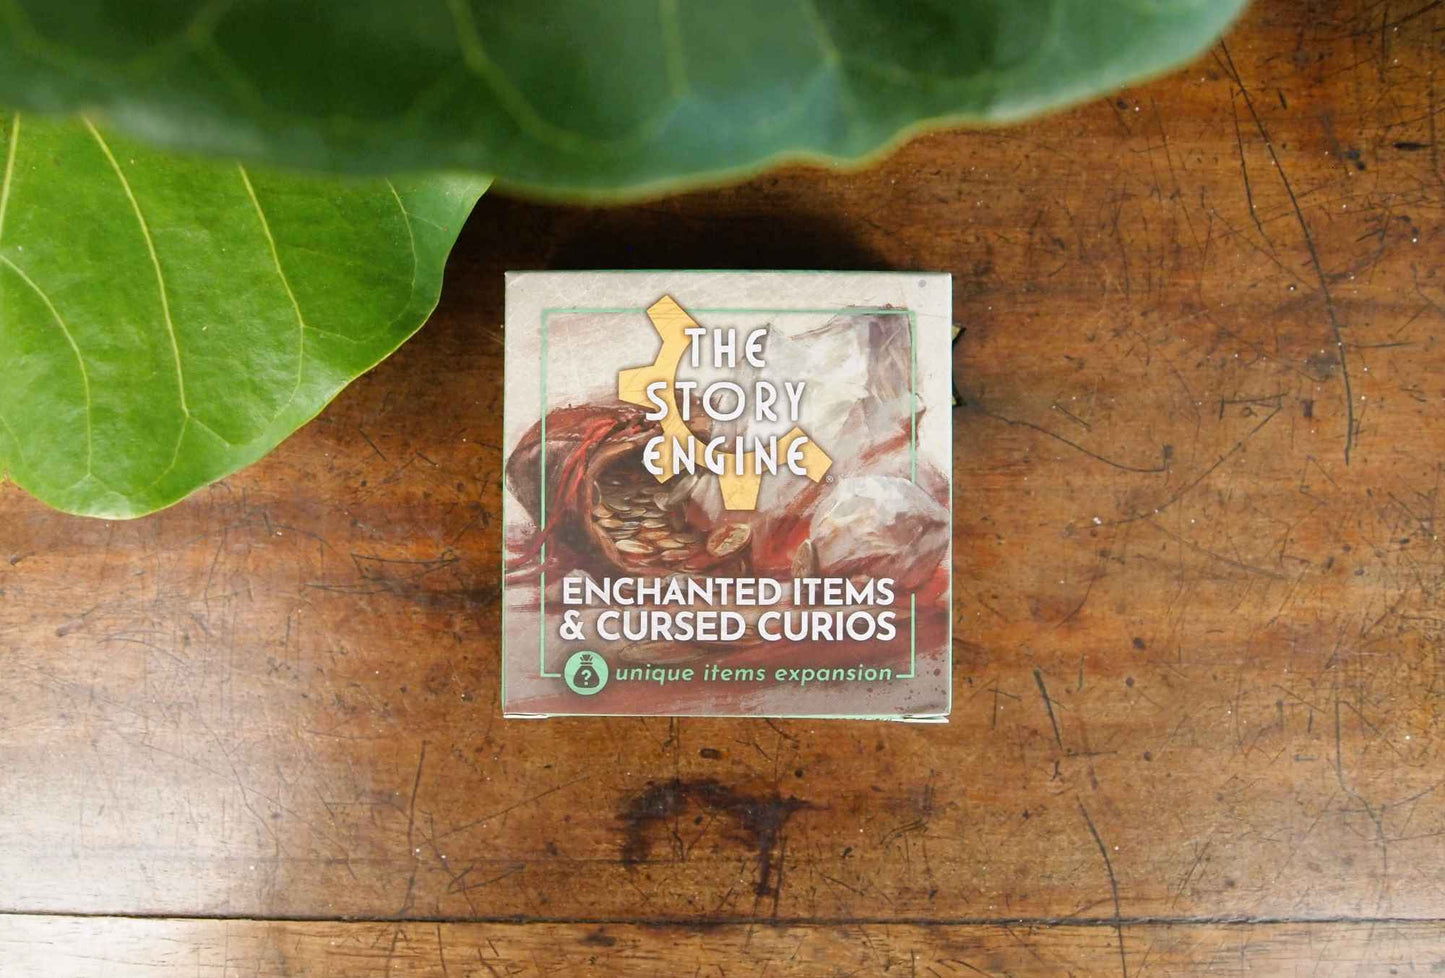 THE
STORY
ENGINE®
ENCHANTED ITEMS
& CURSED CURIOS
? unique items expansion